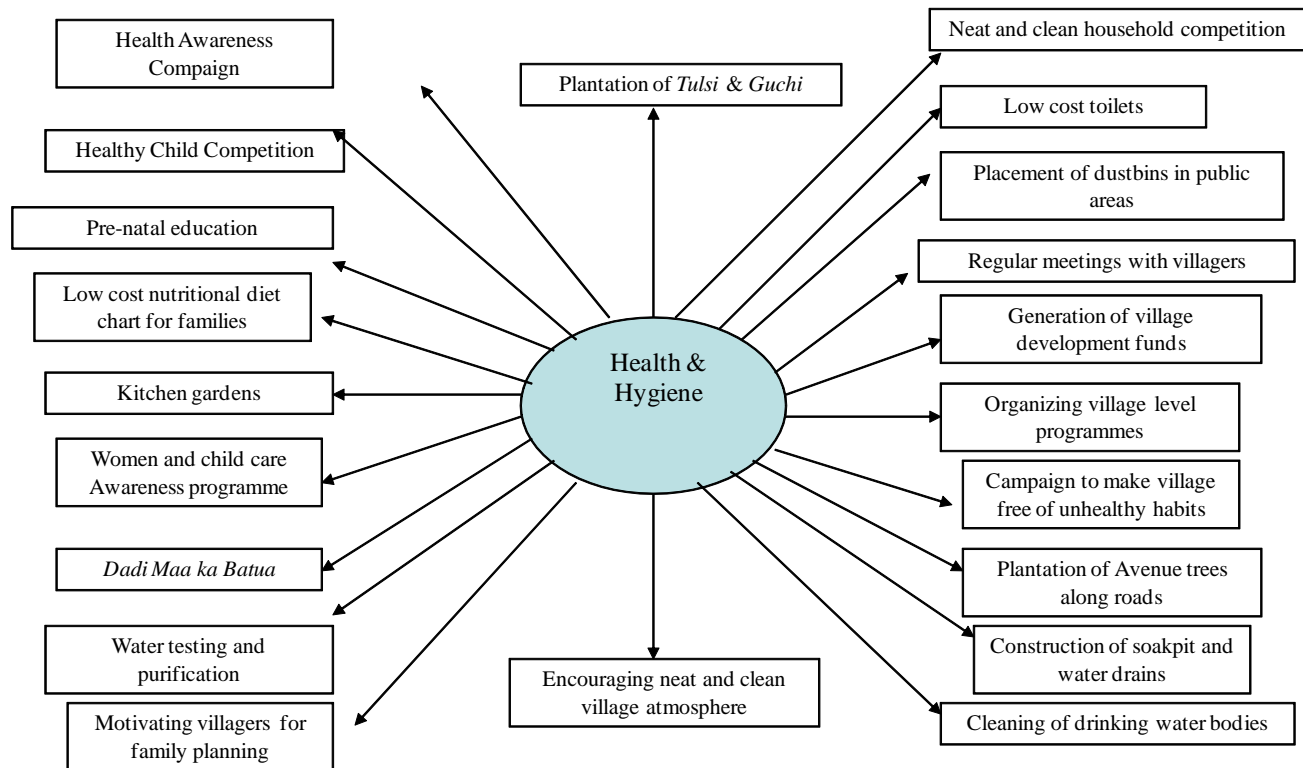 Health Awareness
Compaign
Healthy Child Competition
Pre-natal education
Low cost nutritional diet
chart for families
Kitchen gardens
Women and child care
Awareness programme
Dadi Maa ka Batua
Water testing and
purification
Motivating villagers for
family planning
Plantation of Tulsi & Guchi
Health &
Hygiene
Encouraging neat and clean
village atmosphere
Neat and clean household competition
Low cost toilets
Placement of dustbins in public
areas
Regular meetings with villagers
Generation of village
development funds
Organizing village level
programmes
Campaign to make village
free of unhealthy habits
Plantation of Avenue trees
along roads
Construction of soakpit and
water drains
Cleaning of drinking water bodies